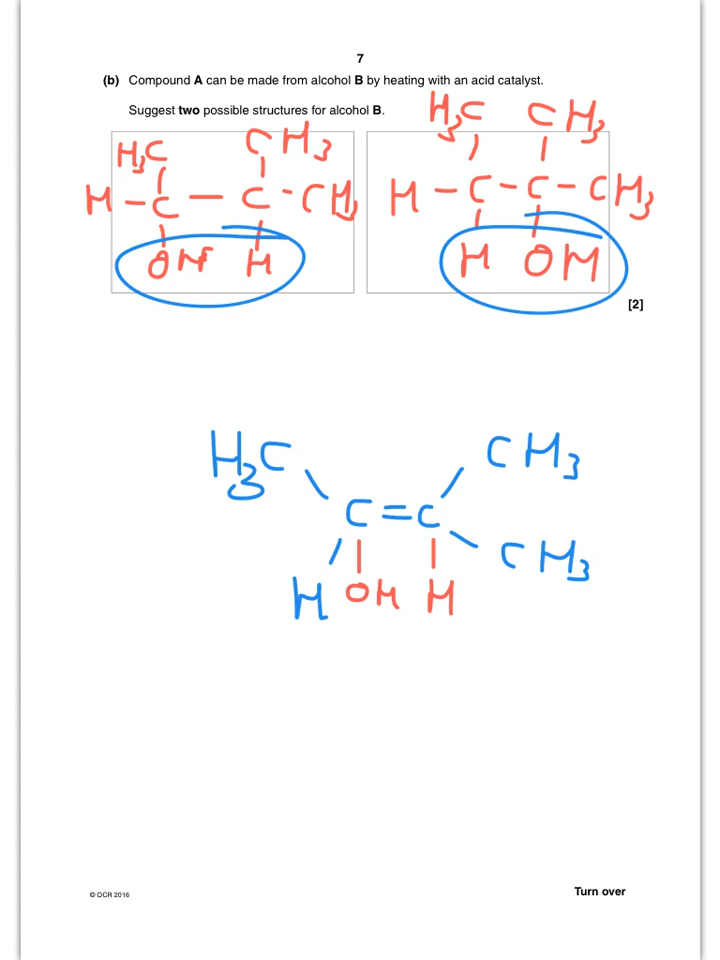 7
(b) Compound A can be made from alcohol B by heating with an acid catalyst.
Suggest two possible structures for alcohol B.
H3C CH3
H3C CH3
H - C - C - CH3
H - C - C - CH3
OH H
H OH
[2]
H3C CH3
C = C
CH3
H OH H
© OCR 2016
Turn over